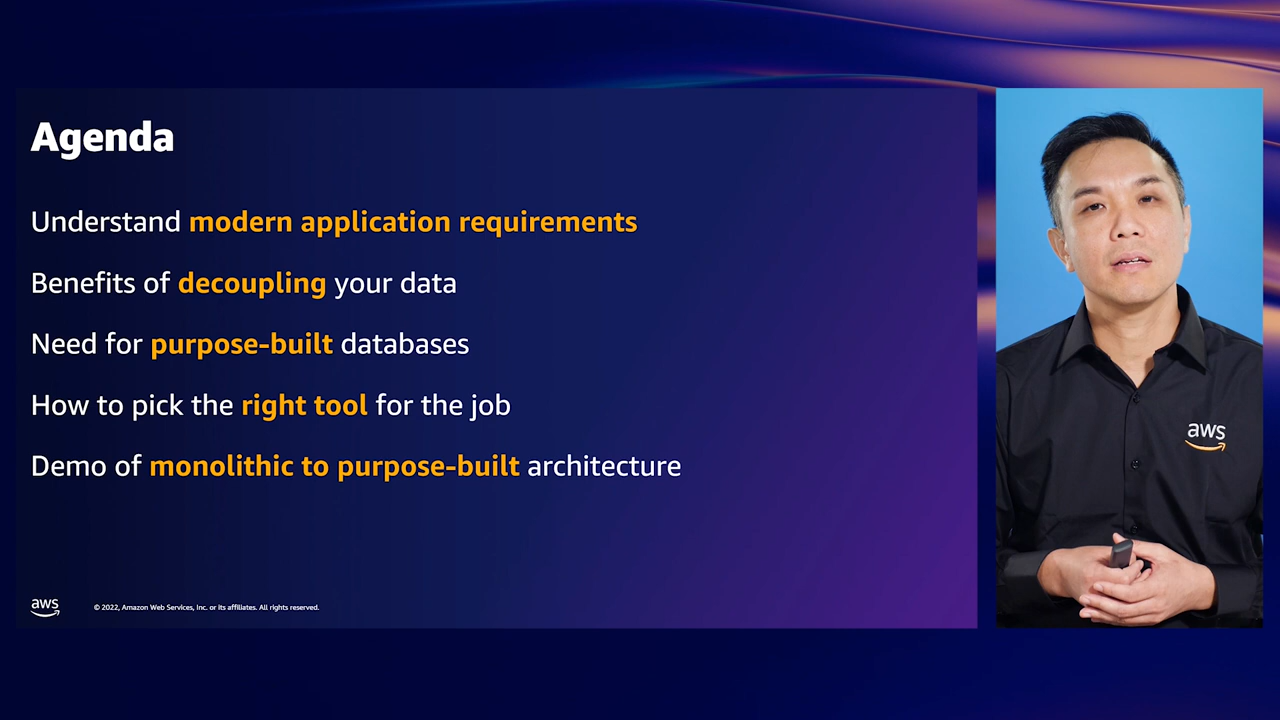 Agenda
Understand modern application requirements
Benefits of decoupling your data
Need for purpose-built databases
How to pick the right tool for the job
Demo of monolithic to purpose-built architecture
aws
aws © 2022, Amazon Web Services, Inc. or its affiliates. All rights reserved.